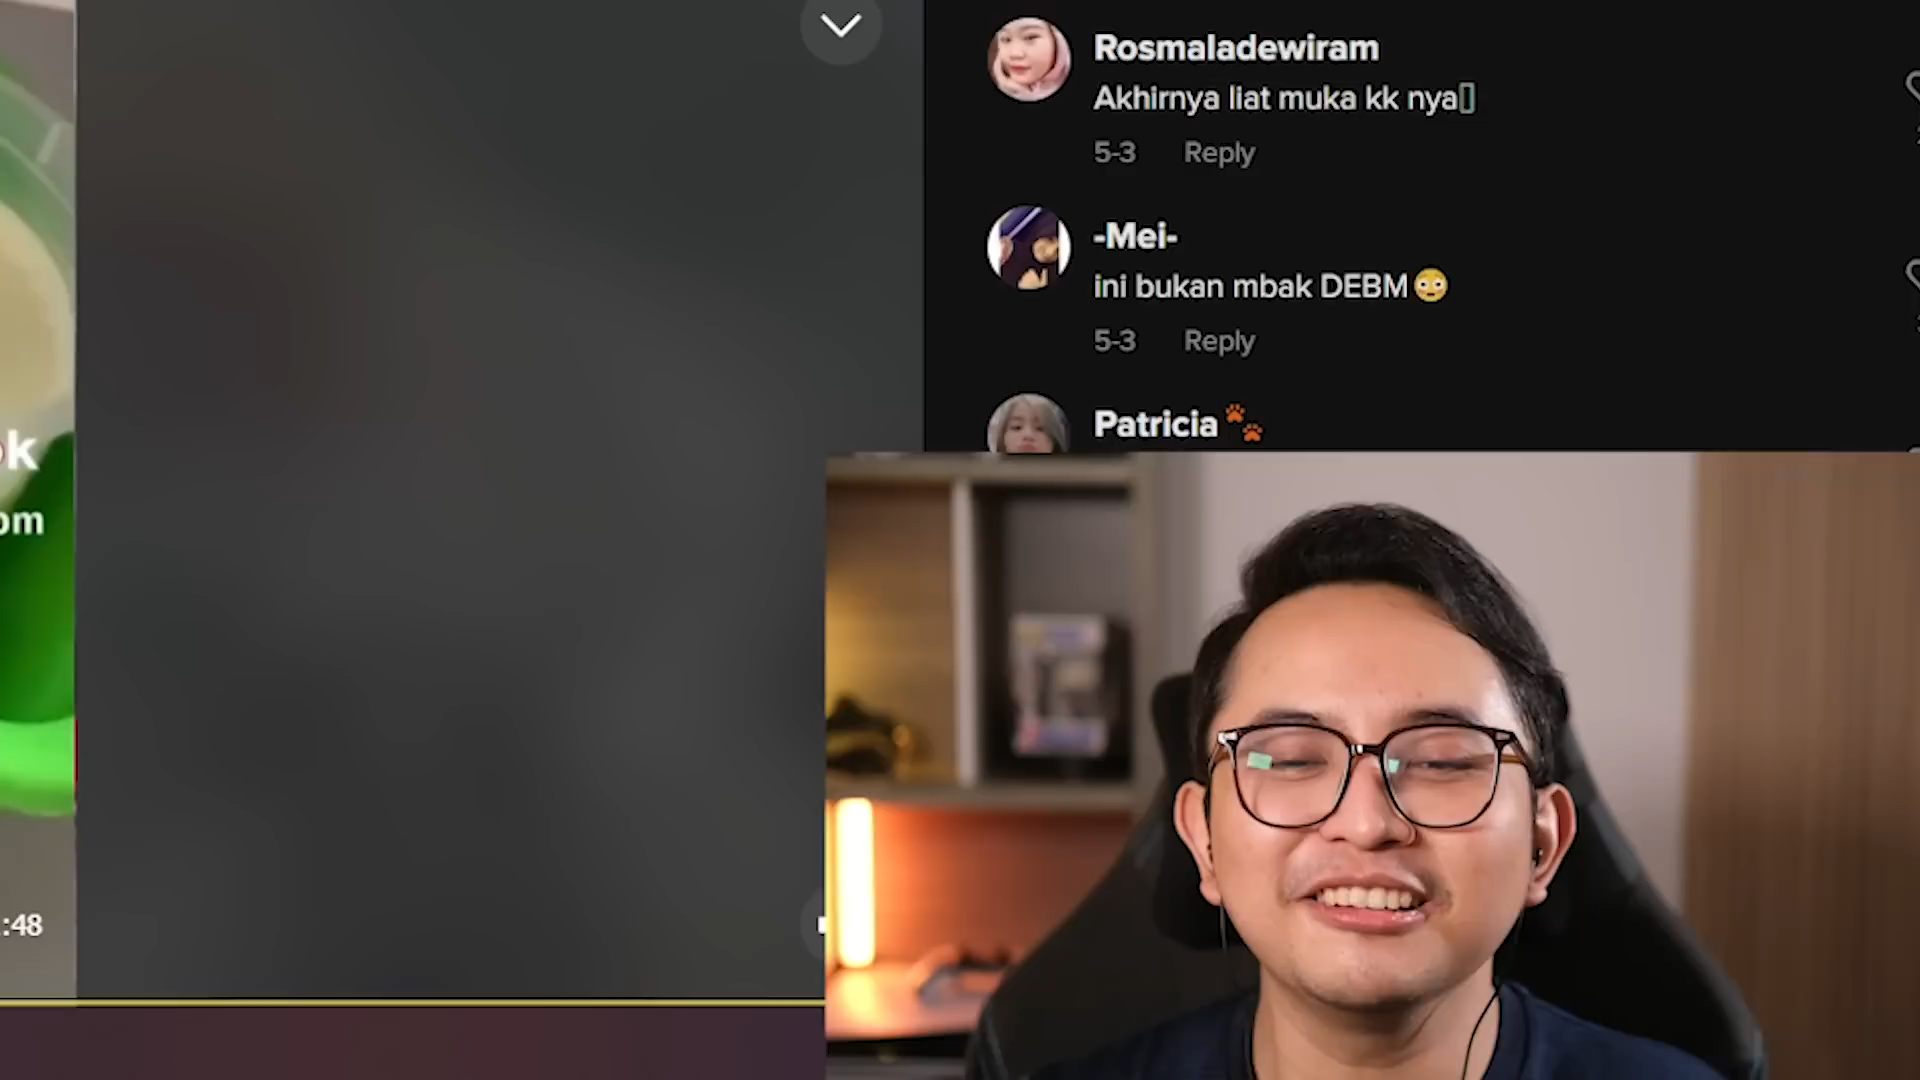 Rosmaladewiram
Akhirnya liat muka kk nya
5-3 Reply
-Mei-
ini bukan mbak DEBM😳
5-3 Reply
Patricia🐾
k
om
:48